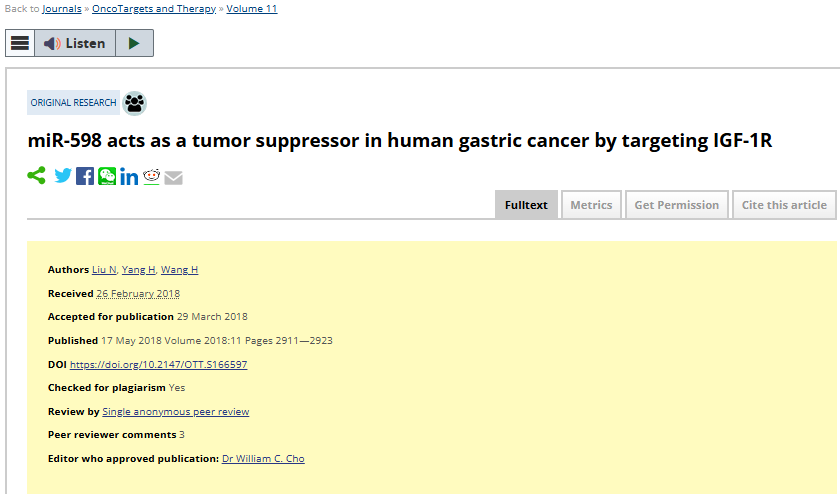 Back to Journals » OncoTargets and Therapy » Volume 11
Listen
ORIGINAL RESEARCH
miR-598 acts as a tumor suppressor in human gastric cancer by targeting IGF-1R
Fulltext Metrics Get Permission Cite this article
Authors Liu N, Yang H, Wang H
Received 26 February 2018
Accepted for publication 29 March 2018
Published 17 May 2018 Volume 2018:11 Pages 2911—2923
DOI https://doi.org/10.2147/OTT.S166597
Checked for plagiarism Yes
Review by Single anonymous peer review
Peer reviewer comments 3
Editor who approved publication: Dr William C. Cho